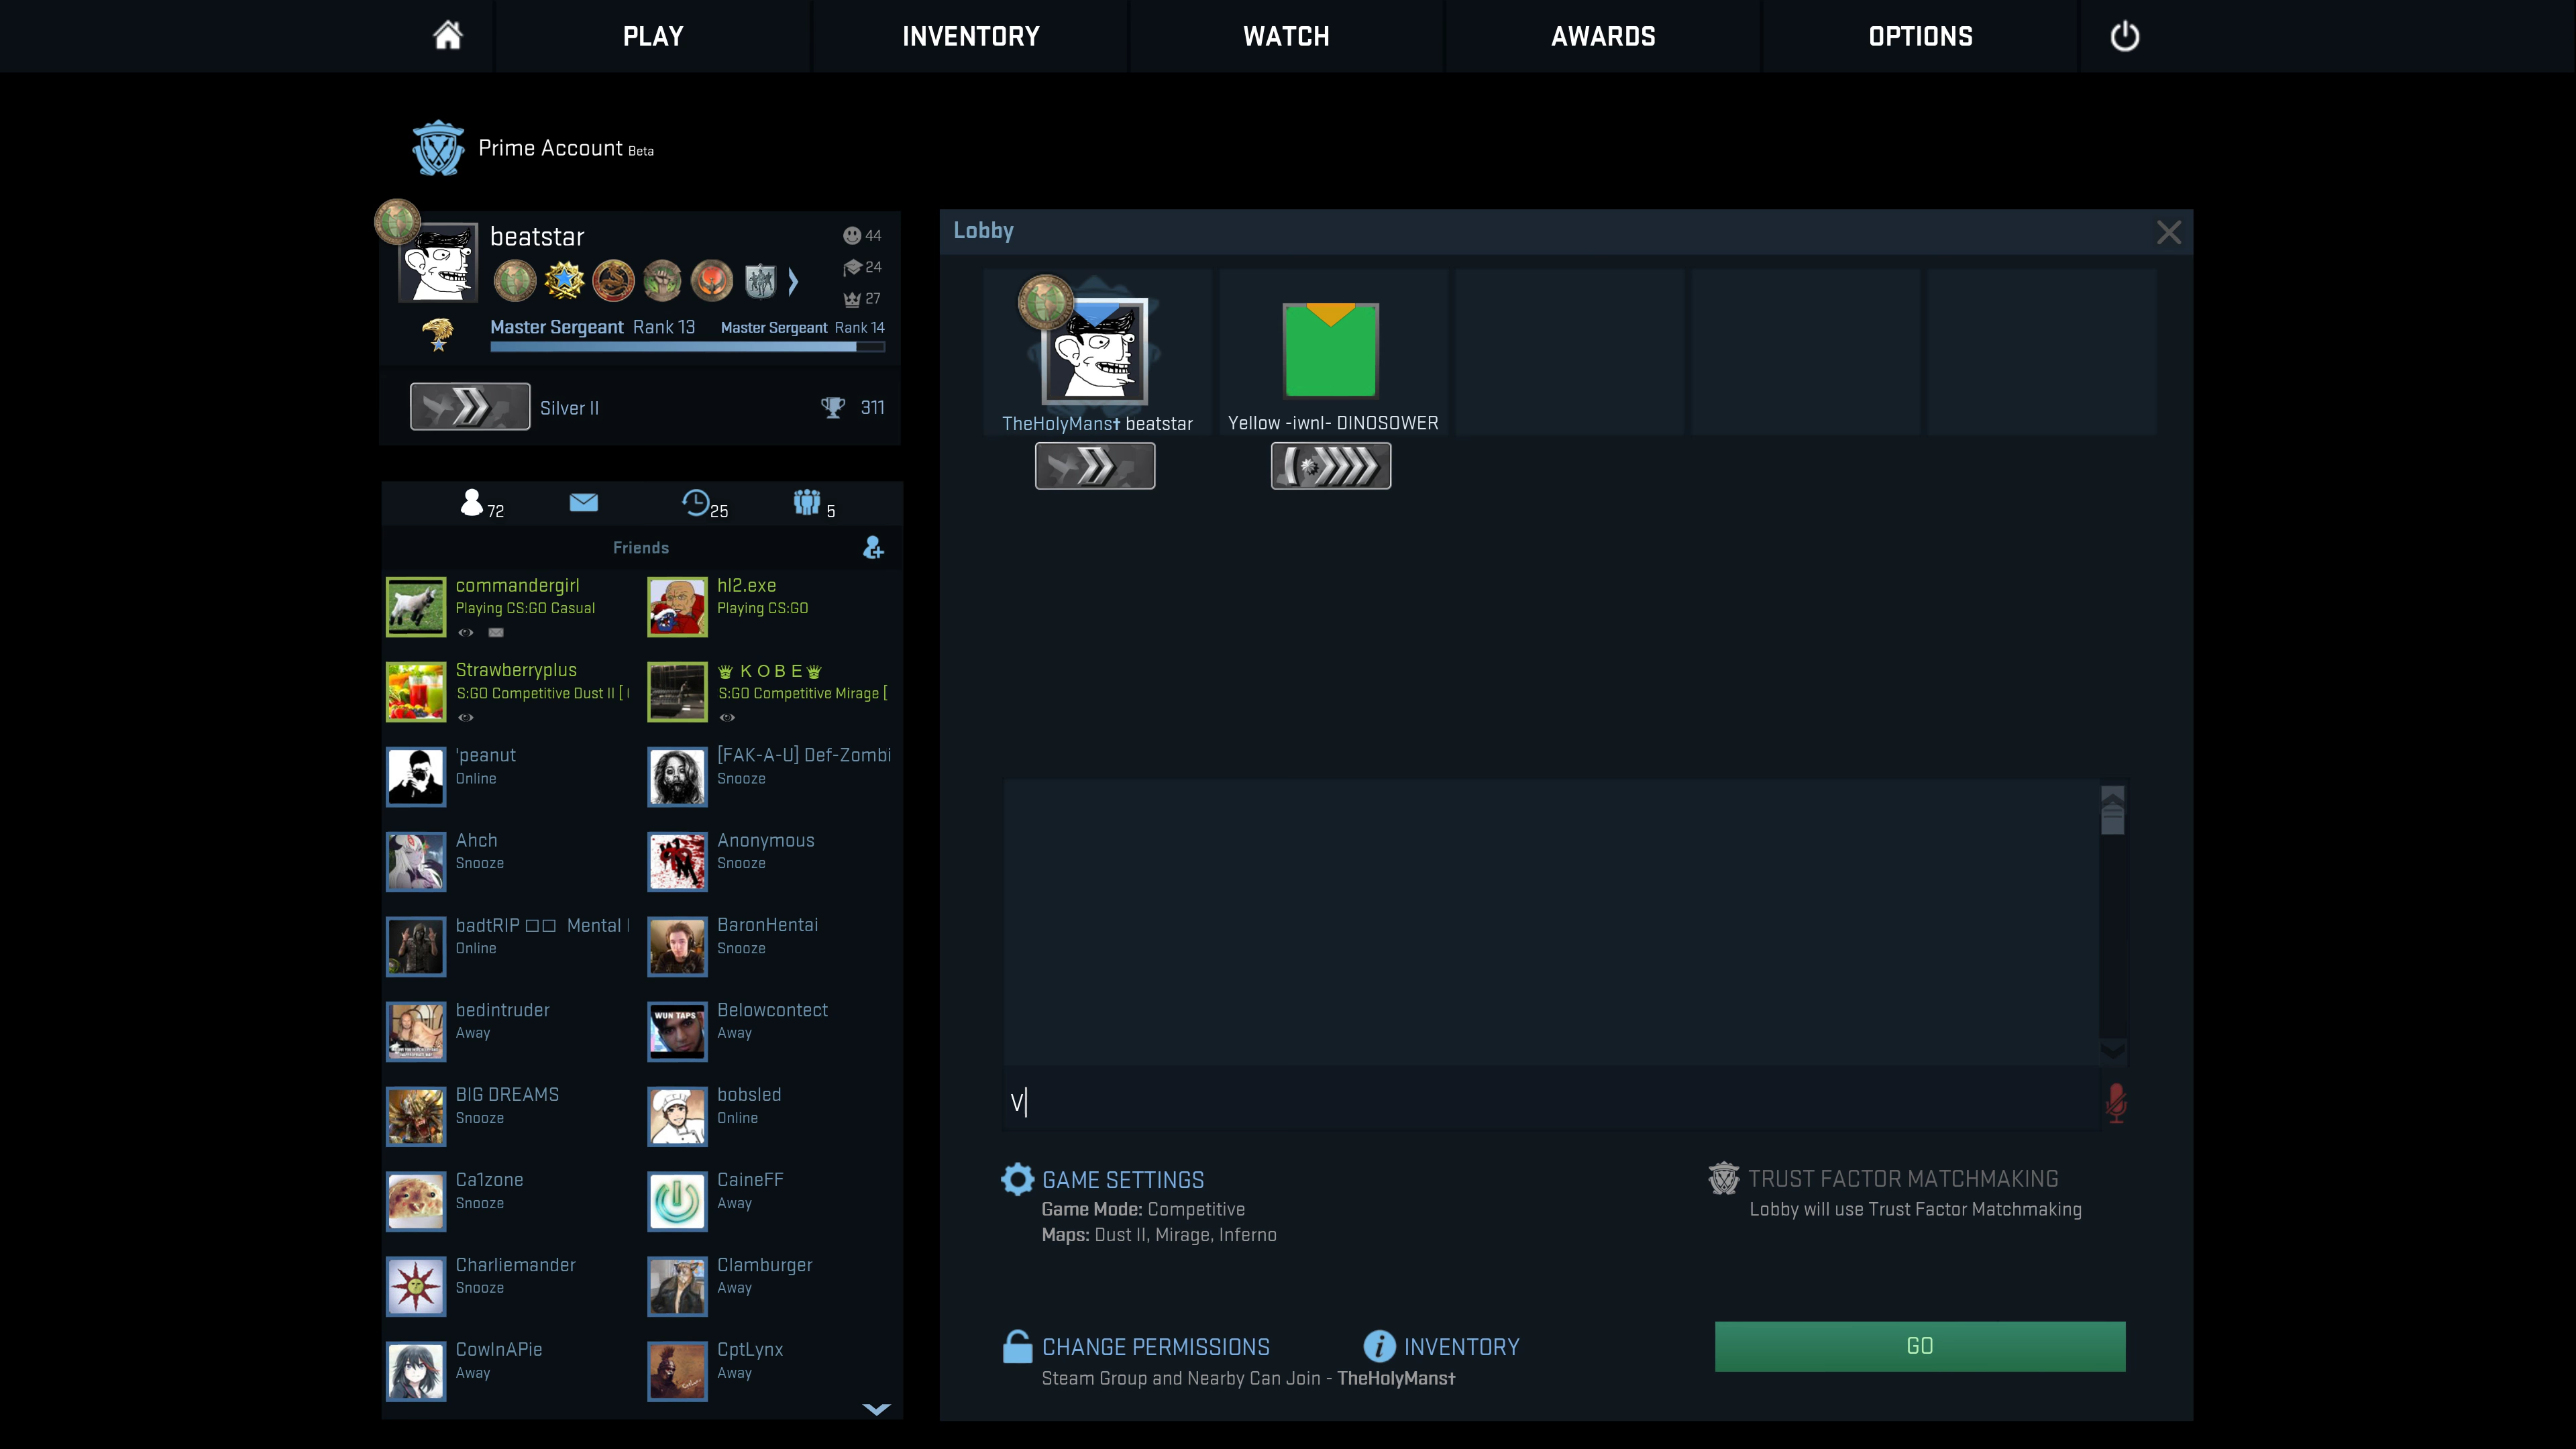 PLAY
INVENTORY
WATCH
AWARDS
OPTIONS
Prime Account Beta
beatstar
44
24
27
Master Sergeant Rank 13
Master Sergeant Rank 14
Silver II
311
72
25
5
Friends
commandergirl
Playing CS:GO Casual
hl2.exe
Playing CS:GO
Strawberryplus
S:GO Competitive Dust II [
♛ K O B E ♛
S:GO Competitive Mirage [
'peanut
Online
[FAK-A-U] Def-Zombi
Snooze
Ahch
Snooze
Anonymous
Snooze
badtRIP □□ Mental
Online
BaronHentai
Snooze
bedintruder
Away
WUN TAPS
Belowcontect
Away
BIG DREAMS
Snooze
bobsled
Online
Ca1zone
Snooze
CaineFF
Away
Charliemander
Snooze
Clamburger
Away
CowInAPie
Away
CptLynx
Away
Lobby
TheHolyMans† beatstar
Yellow -iwnl- DINOSOWER
V
GAME SETTINGS
Game Mode: Competitive
Maps: Dust II, Mirage, Inferno
TRUST FACTOR MATCHMAKING
Lobby will use Trust Factor Matchmaking
CHANGE PERMISSIONS
Steam Group and Nearby Can Join - TheHolyMans†
i INVENTORY
GO